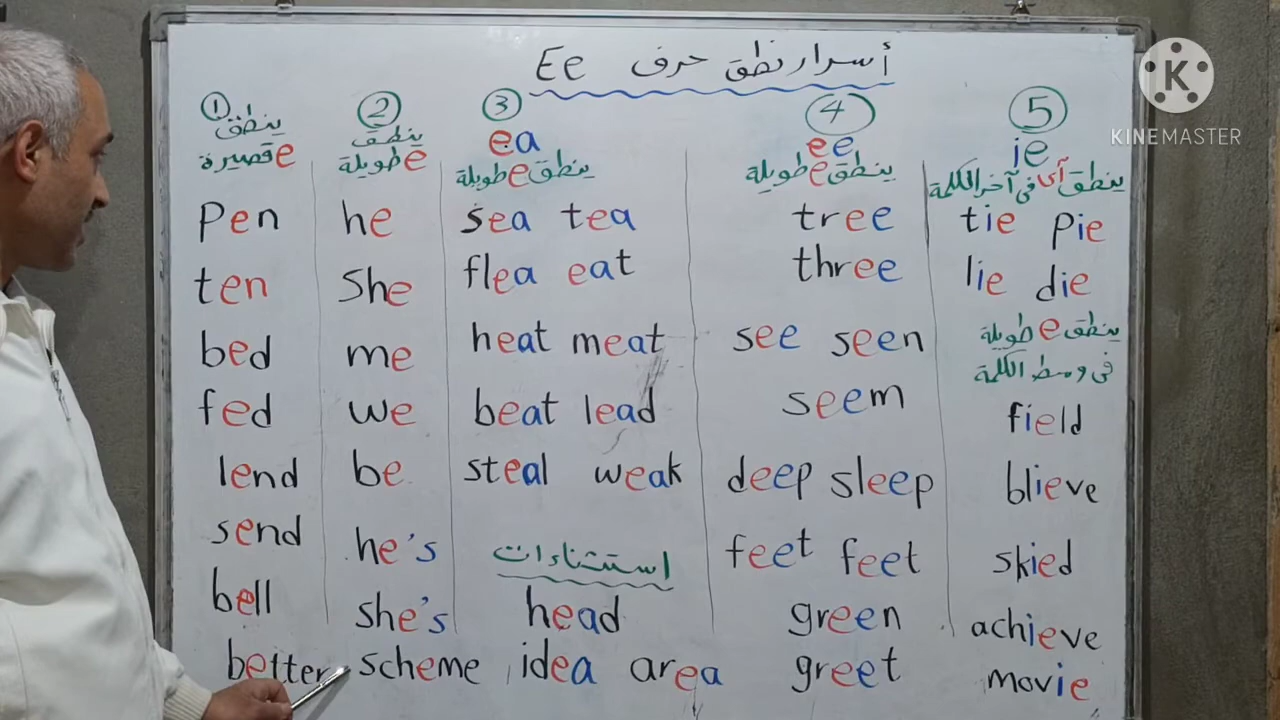 أسرار نطق حرف Ee
①
ينطق
e قصيرة
pen
ten
bed
fed
lend
send
bell
better
②
ينطق
e طويلة
he
she
me
we
be
he's
she's
scheme
③
ea
ينطق e طويلة
sea tea
flea eat
heat meat
beat lead
steal weak
استثناءات
head
idea area
④
ee
ينطق e طويلة
tree
three
see seen
seem
deep sleep
feet feet
green
greet
⑤
ie
ينطق آى فى آخر الكلمة
tie pie
lie die
ينطق e طويلة
فى وسط الكلمة
field
blieve
skied
achieve
movie
KINEMASTER